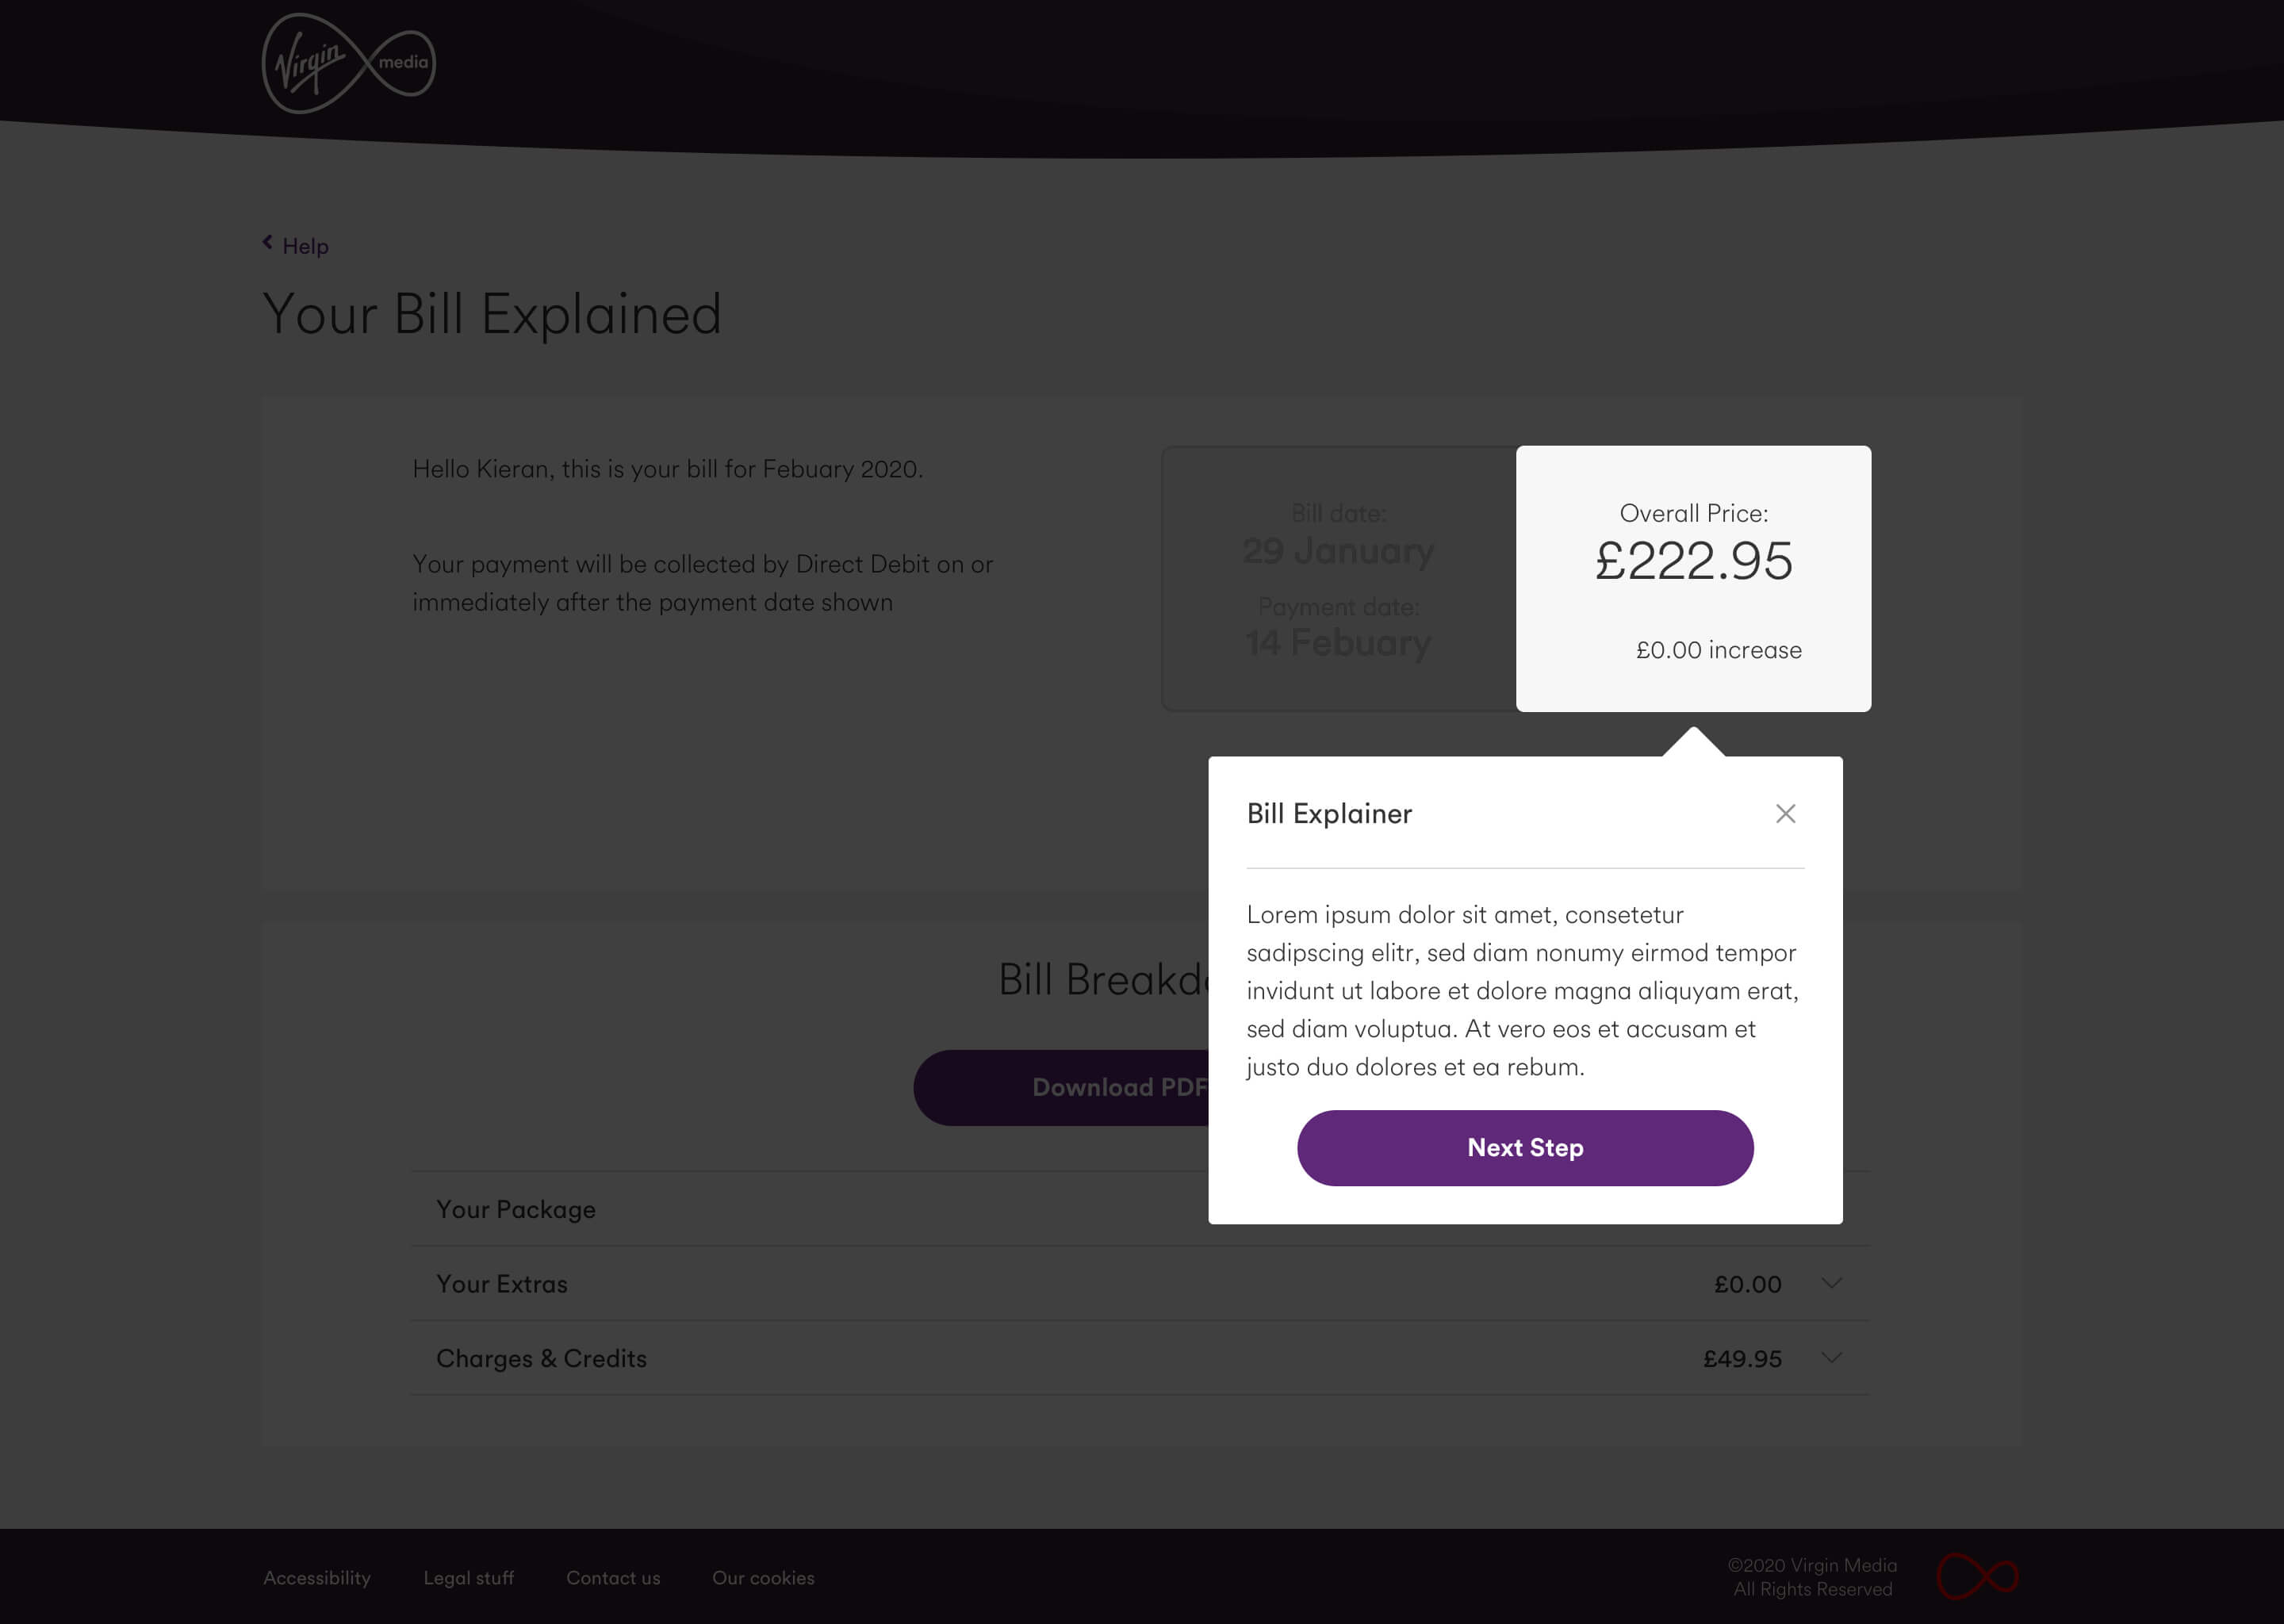 Virgin media
Help
Your Bill Explained
Hello Kieran, this is your bill for Febuary 2020.
Your payment will be collected by Direct Debit on or
immediately after the payment date shown
Bill date:
29 January
Payment date:
14 Febuary
Overall Price:
£222.95
£0.00 increase
Bill Explainer
Lorem ipsum dolor sit amet, consetetur
sadipscing elitr, sed diam nonumy eirmod tempor
invidunt ut labore et dolore magna aliquyam erat,
sed diam voluptua. At vero eos et accusam et
justo duo dolores et ea rebum.
Next Step
Bill
Download PDF
Your Package
Your Extras £0.00
Charges & Credits £49.95
Accessibility Legal stuff Contact us Our cookies
©2020 Virgin Media
All Rights Reserved